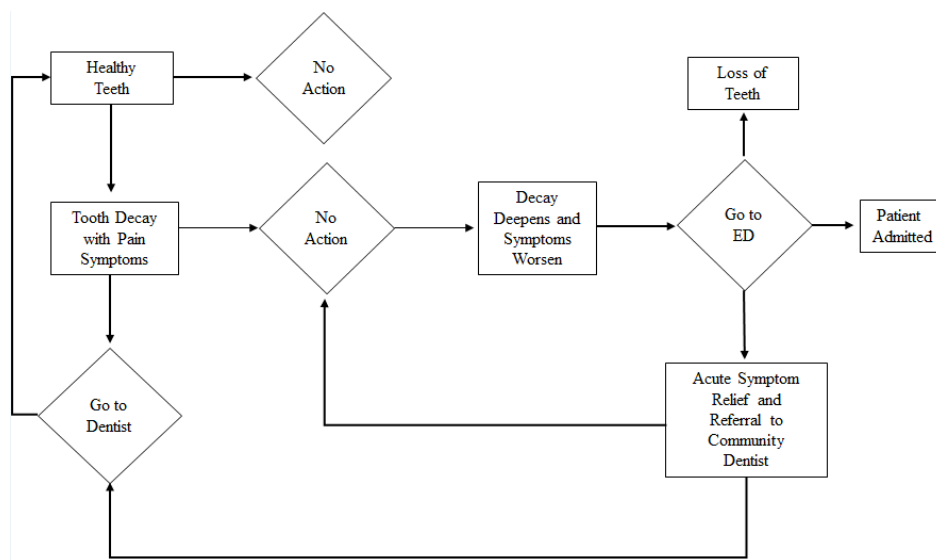 Healthy
Teeth
No
Action
Loss of
Teeth
Tooth Decay
with Pain
Symptoms
No
Action
Decay
Deepens and
Symptoms
Worsen
Go to
ED
Patient
Admitted
Go to
Dentist
Acute Symptom
Relief and
Referral to
Community
Dentist